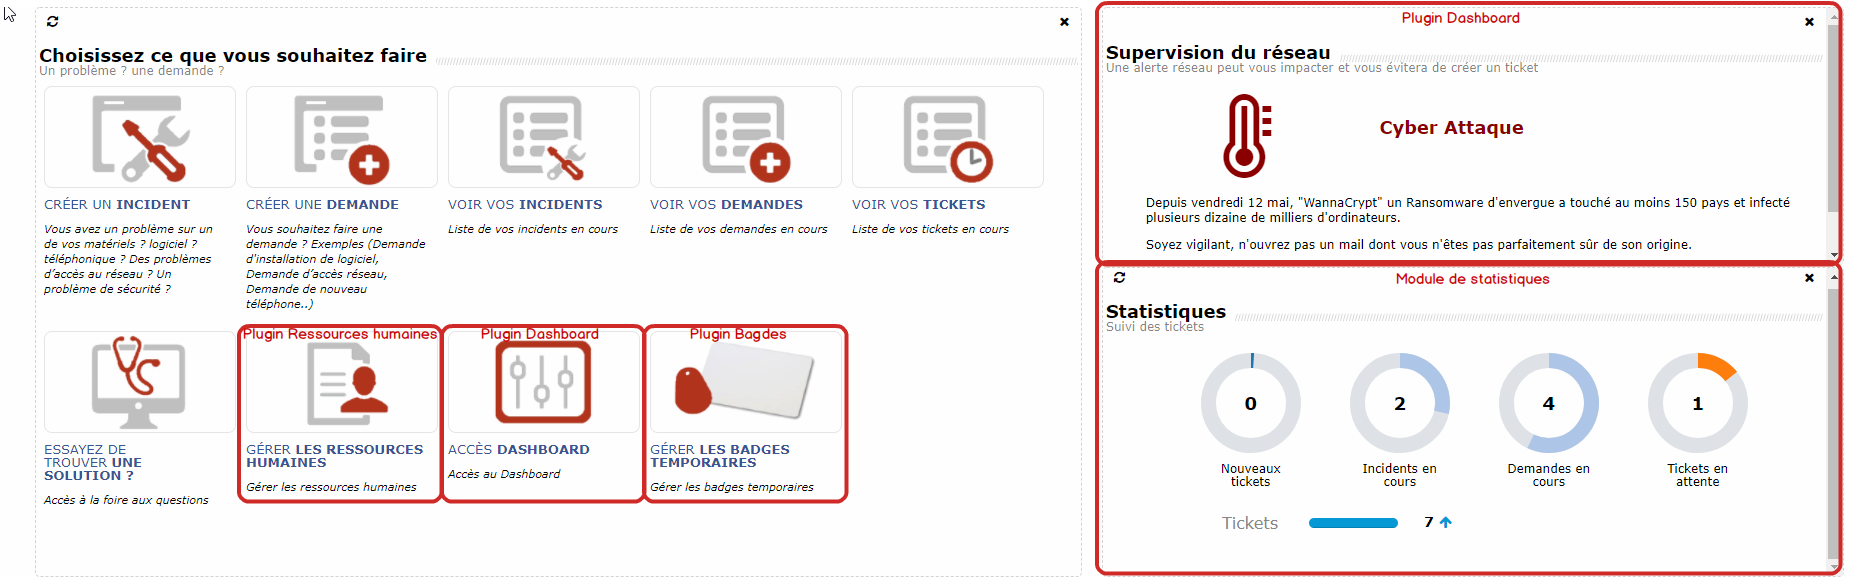 Choisissez ce que vous souhaitez faire
Un problème ? une demande ?
CRÉER UN INCIDENT
Vous avez un problème sur un
de vos matériels ? logiciel ?
téléphonique ? Des problèmes
d'accès au réseau ? Un
problème de sécurité ?
CRÉER UNE DEMANDE
Vous souhaitez faire une
demande ? Exemples (Demande
d'installation de logiciel,
Demande d'accès réseau,
Demande de nouveau
téléphone..)
VOIR VOS INCIDENTS
Liste de vos incidents en cours
VOIR VOS DEMANDES
Liste de vos demandes en cours
VOIR VOS TICKETS
Liste de vos tickets en cours
ESSAYEZ DE
TROUVER UNE
SOLUTION ?
Accès à la foire aux questions
Plugin Ressources humaines
GÉRER LES RESSOURCES
HUMAINES
Gérer les ressources humaines
Plugin Dashboard
ACCÈS DASHBOARD
Accès au Dashboard
Plugin Bagdes
GÉRER LES BADGES
TEMPORAIRES
Gérer les badges temporaires
Plugin Dashboard
Supervision du réseau
Une alerte réseau peut vous impacter et vous évitera de créer un ticket
Cyber Attaque
Depuis vendredi 12 mai, "WannaCrypt" un Ransomware d'envergue a touché au moins 150 pays et infecté
plusieurs dizaine de milliers d'ordinateurs.
Soyez vigilant, n'ouvrez pas un mail dont vous n'êtes pas parfaitement sûr de son origine.
Module de statistiques
Statistiques
Suivi des tickets
0
Nouveaux
tickets
2
Incidents en
cours
4
Demandes en
cours
1
Tickets en
attente
Tickets 7